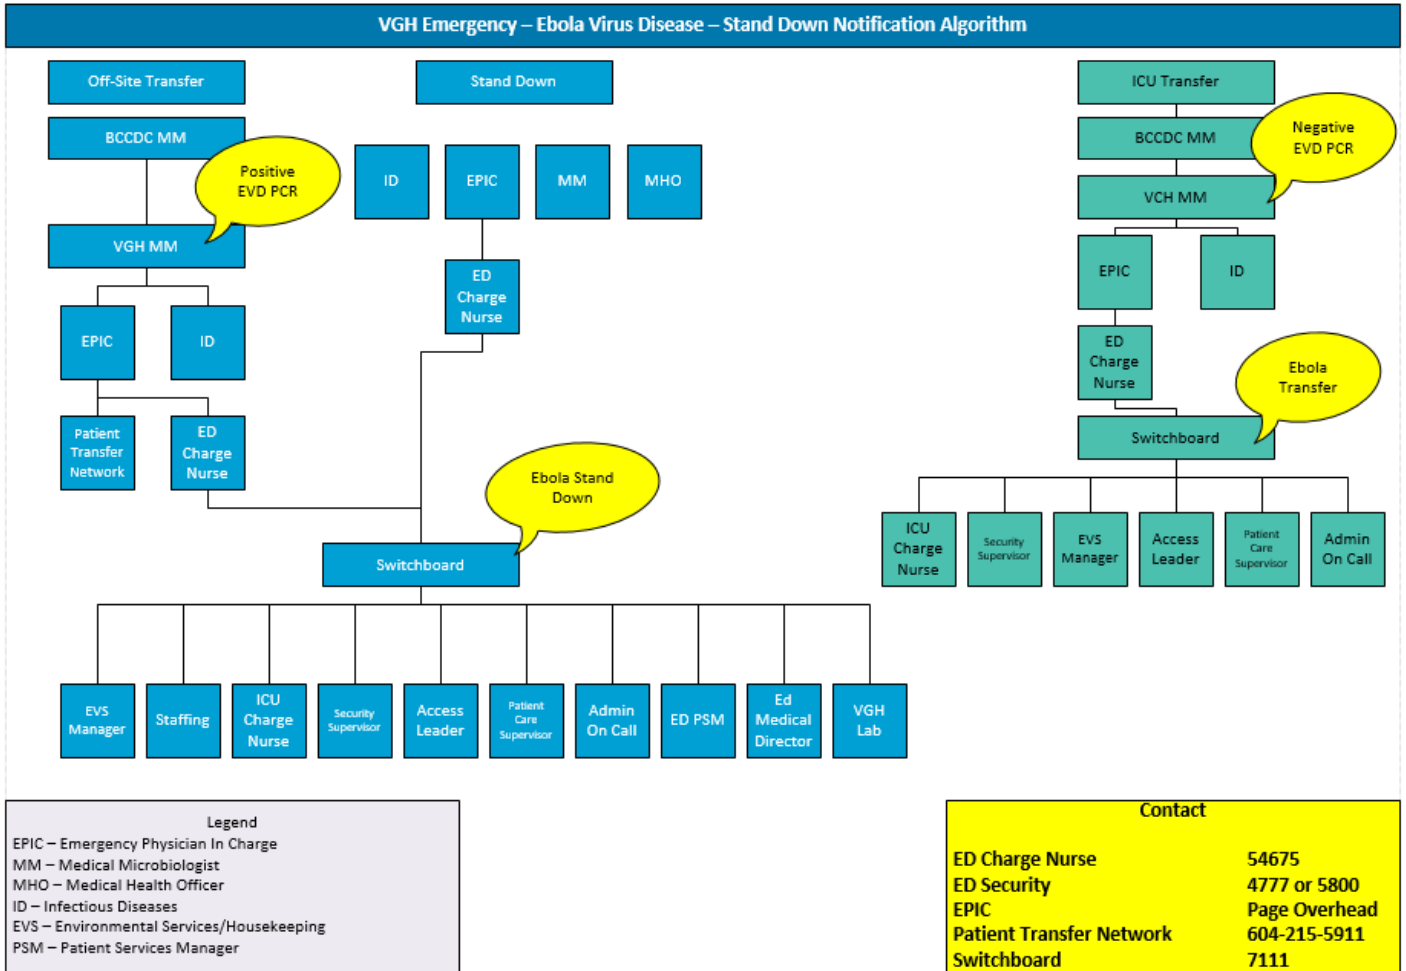 VGH Emergency – Ebola Virus Disease – Stand Down Notification Algorithm
Off-Site Transfer
BCCDC MM
Positive
EVD PCR
VGH MM
EPIC
ID
Patient
Transfer
Network
ED
Charge
Nurse
Stand Down
ID
EPIC
MM
MHO
ED
Charge
Nurse
Ebola Stand
Down
Switchboard
EVS
Manager
Staffing
ICU
Charge
Nurse
Security
Supervisor
Access
Leader
Patient
Care
Supervisor
Admin
On Call
ED PSM
Ed
Medical
Director
VGH
Lab
ICU Transfer
BCCDC MM
Negative
EVD PCR
VCH MM
EPIC
ID
ED
Charge
Nurse
Ebola
Transfer
Switchboard
ICU
Charge
Nurse
Security
Supervisor
EVS
Manager
Access
Leader
Patient
Care
Supervisor
Admin
On Call
Legend
EPIC – Emergency Physician In Charge
MM – Medical Microbiologist
MHO – Medical Health Officer
ID – Infectious Diseases
EVS – Environmental Services/Housekeeping
PSM – Patient Services Manager
Contact
ED Charge Nurse 54675
ED Security 4777 or 5800
EPIC Page Overhead
Patient Transfer Network 604-215-5911
Switchboard 7111